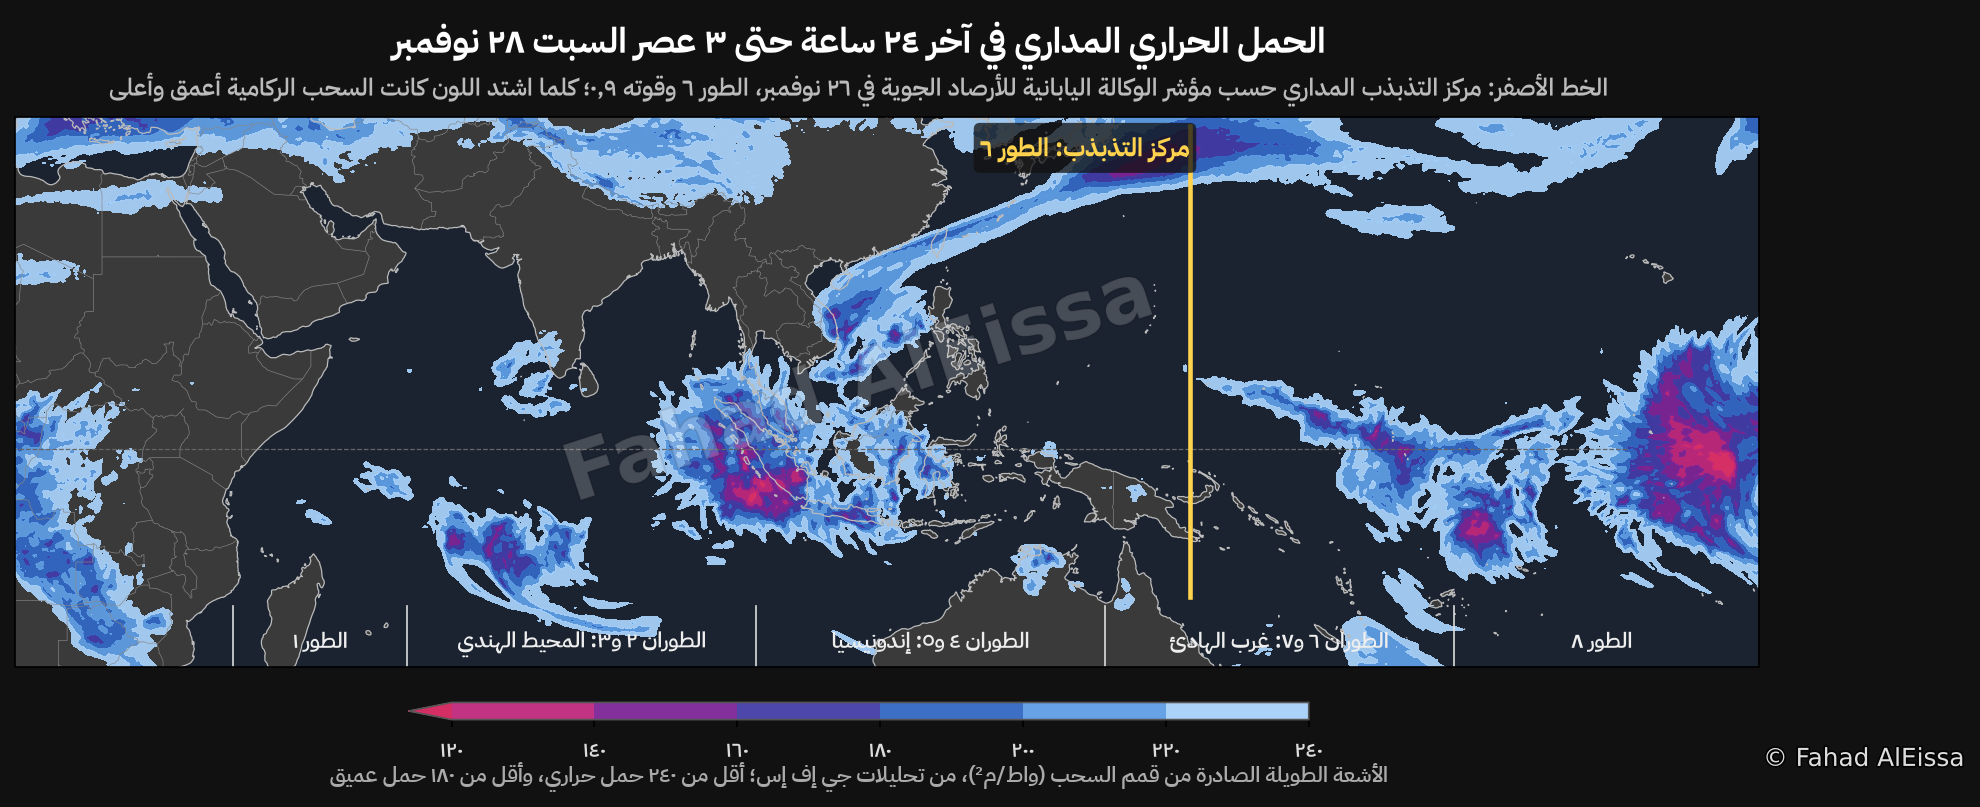 الحمل الحراري المداري في آخر ٢٤ ساعة حتى ٣ عصر السبت ٢٨ نوفمبر
الخط الأصفر: مركز التذبذب المداري حسب مؤشر الوكالة اليابانية للأرصاد الجوية في ٢٦ نوفمبر، الطور ٦ وقوته ٠,٩؛ كلما اشتد اللون كانت السحب الركامية أعمق وأعلى
مركز التذبذب: الطور ٦
Fahad AlEissa
الطور ١
الطوران ٢ و٣: المحيط الهندي
الطوران ٤ و٥: إندونيسيا
الطوران ٦ و٧: غرب الهادئ
الطور ٨
١٢٠ ١٤٠ ١٦٠ ١٨٠ ٢٠٠ ٢٢٠ ٢٤٠
الأشعة الطويلة الصادرة من قمم السحب (واط/م²)، من تحليلات جي إف إس؛ أقل من ٢٤٠ حمل حراري، وأقل من ١٨٠ حمل عميق
© Fahad AlEissa